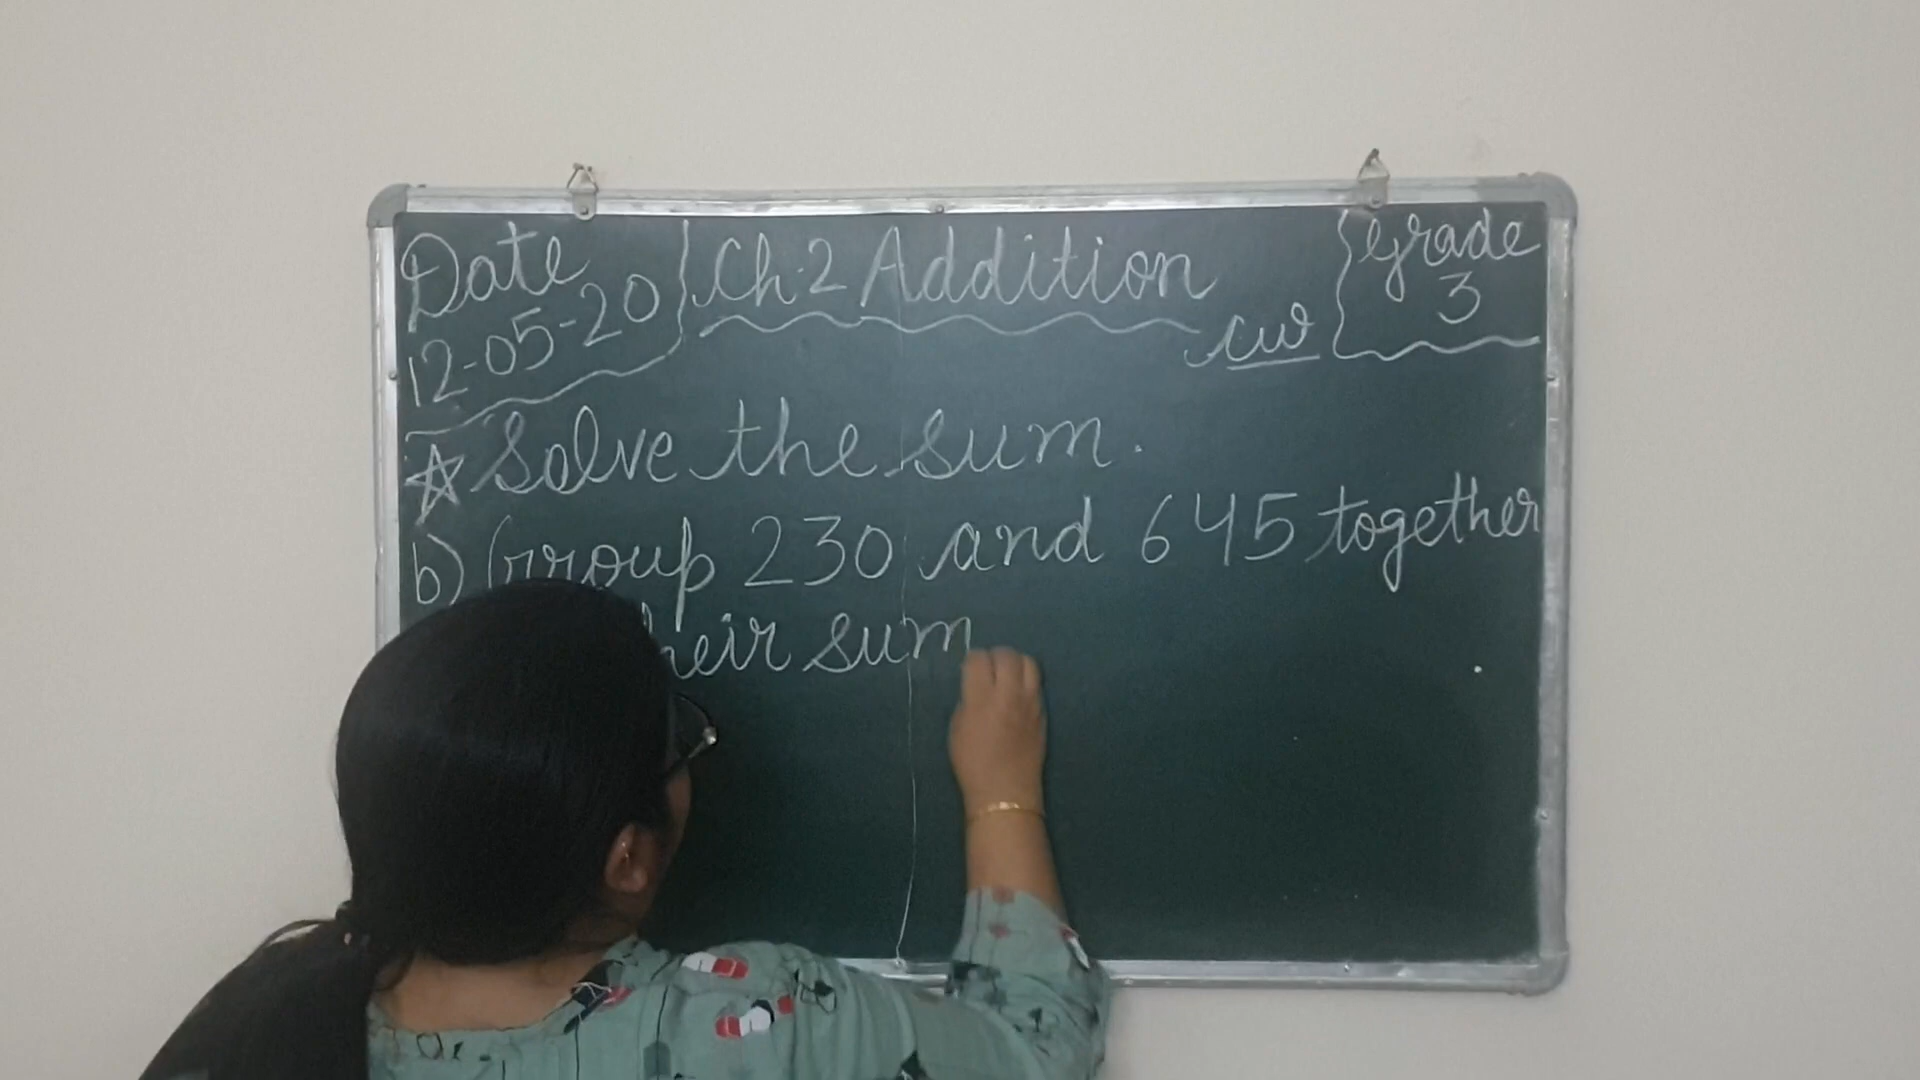 Date
12-05-20
Ch-2 Addition
cw
Grade
3
☆ Solve the sum.
b) Group 230 and 645 together
sum